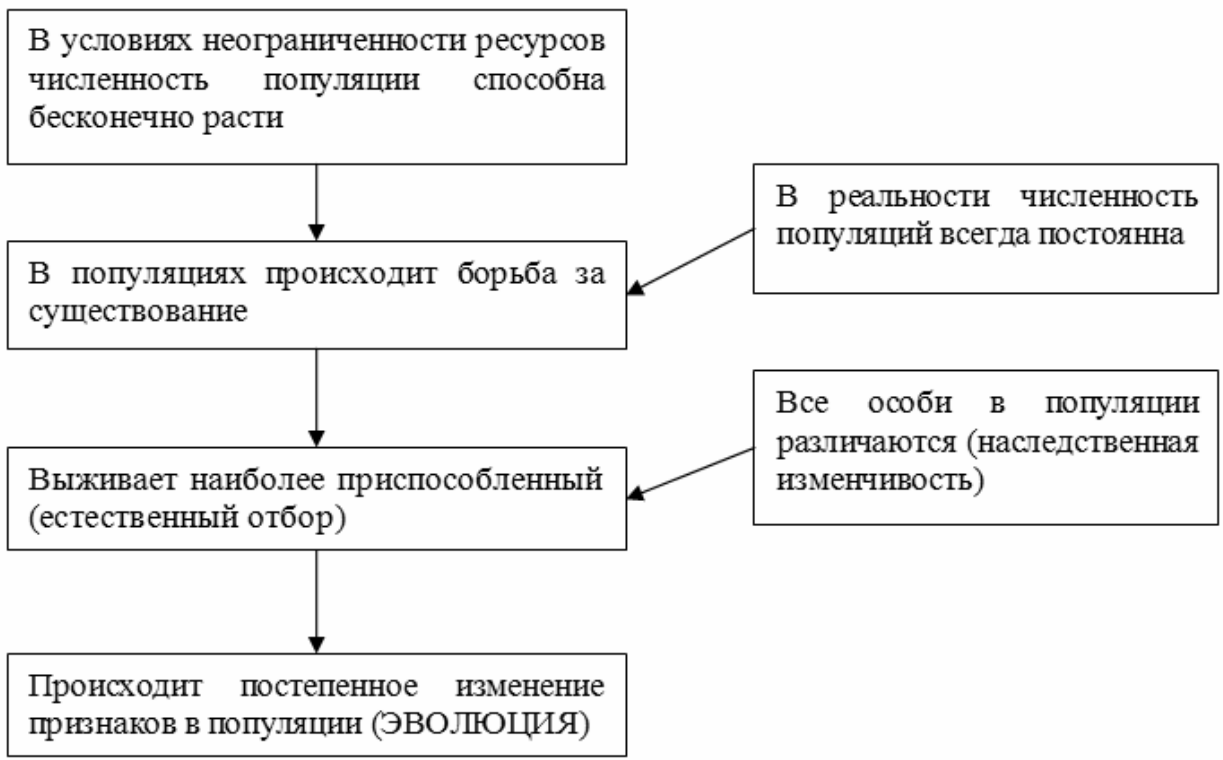 В условиях неограниченности ресурсов
численность популяции способна
бесконечно расти
В реальности численность
популяций всегда постоянна
В популяциях происходит борьба за
существование
Все особи в популяции
различаются (наследственная
изменчивость)
Выживает наиболее приспособленный
(естественный отбор)
Происходит постепенное изменение
признаков в популяции (ЭВОЛЮЦИЯ)